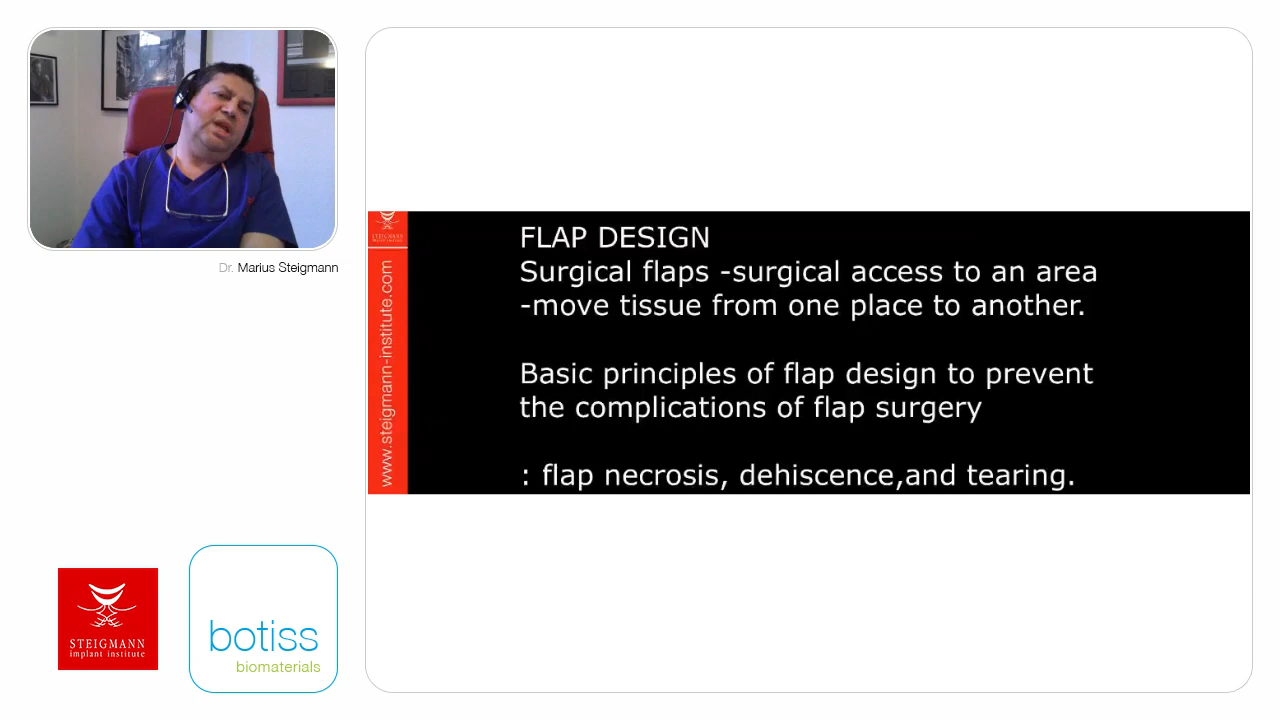 Dr. Marius Steigmann
FLAP DESIGN
Surgical flaps -surgical access to an area
-move tissue from one place to another.
Basic principles of flap design to prevent
the complications of flap surgery
: flap necrosis, dehiscence,and tearing.
www.steigmann-institute.com
STEIGMANN
implant institute
botiss
biomaterials